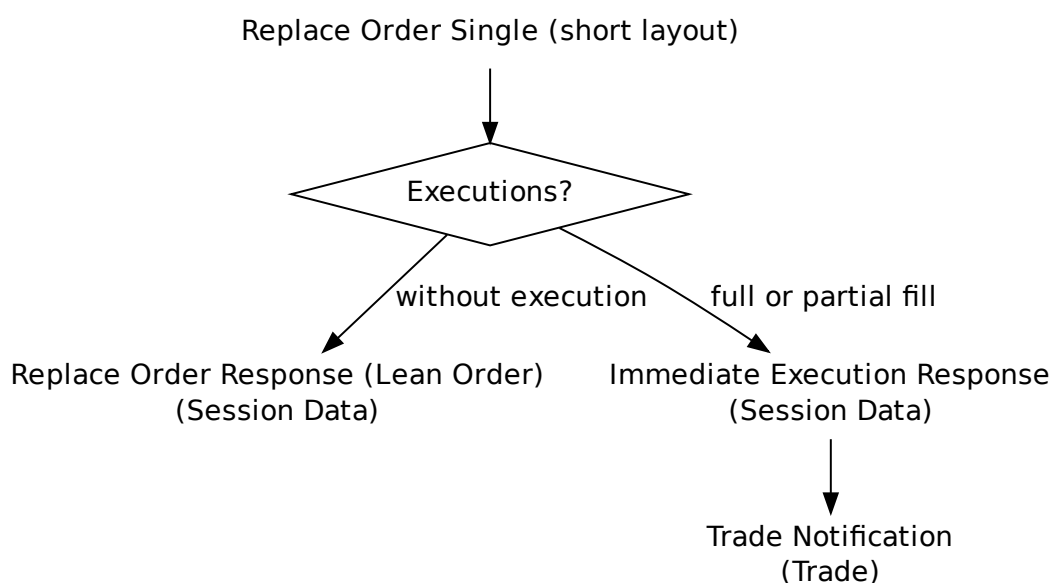 Replace Order Single (short layout)
Executions?
without execution
full or partial fill
Replace Order Response (Lean Order)
(Session Data)
Immediate Execution Response
(Session Data)
Trade Notification
(Trade)